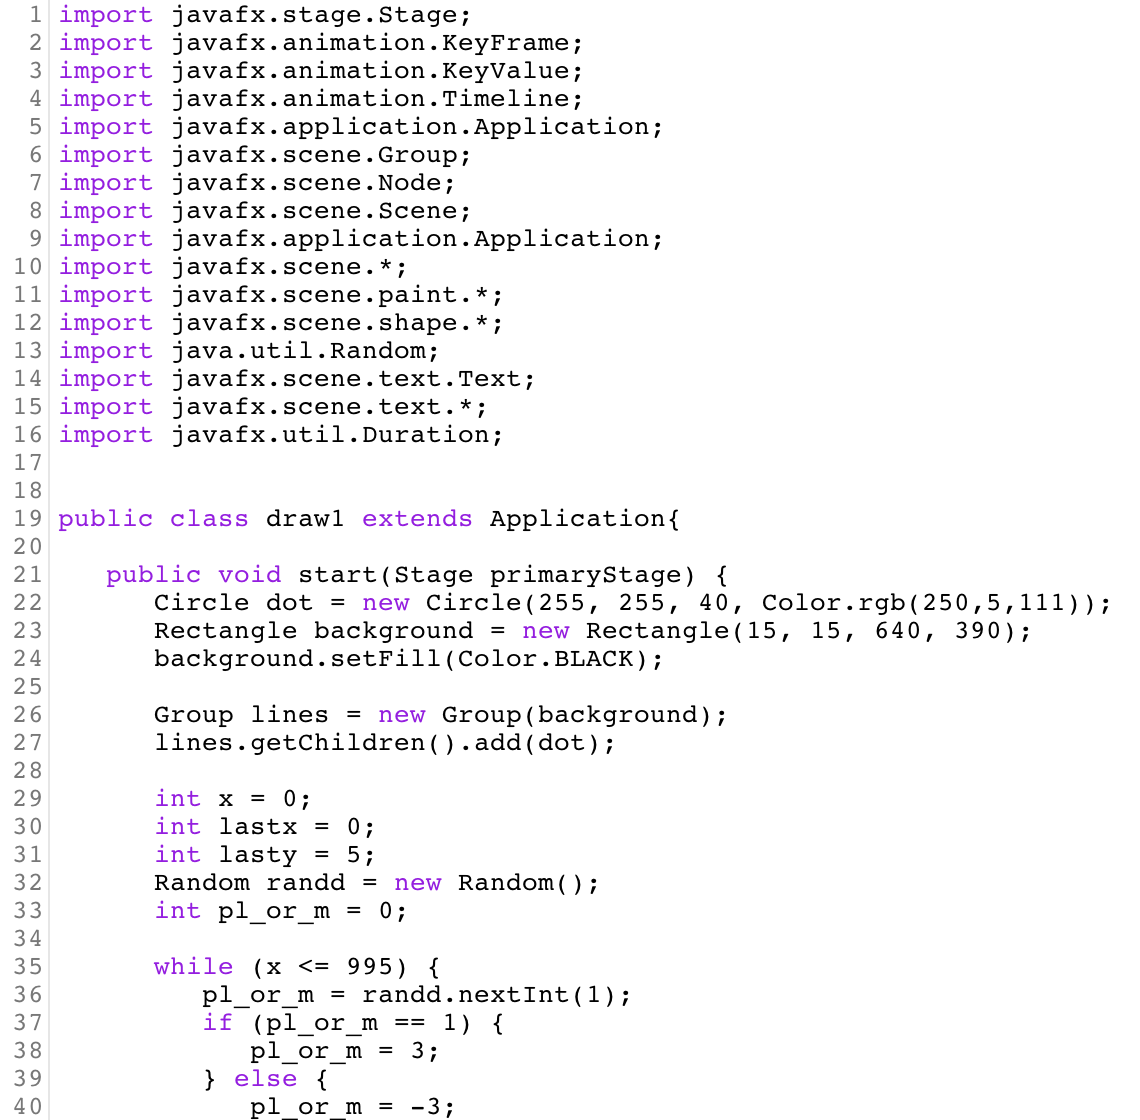 1 import javafx.stage.Stage;
2 import javafx.animation.KeyFrame;
3 import javafx.animation.KeyValue;
4 import javafx.animation.Timeline;
5 import javafx.application.Application;
6 import javafx.scene.Group;
7 import javafx.scene.Node;
8 import javafx.scene.Scene;
9 import javafx.application.Application;
10 import javafx.scene.*;
11 import javafx.scene.paint.*;
12 import javafx.scene.shape.*;
13 import java.util.Random;
14 import javafx.scene.text.Text;
15 import javafx.scene.text.*;
16 import javafx.util.Duration;
17
18
19 public class draw1 extends Application{
20
21    public void start(Stage primaryStage) {
22       Circle dot = new Circle(255, 255, 40, Color.rgb(250,5,111));
23       Rectangle background = new Rectangle(15, 15, 640, 390);
24       background.setFill(Color.BLACK);
25
26       Group lines = new Group(background);
27       lines.getChildren().add(dot);
28
29       int x = 0;
30       int lastx = 0;
31       int lasty = 5;
32       Random randd = new Random();
33       int pl_or_m = 0;
34
35       while (x <= 995) {
36          pl_or_m = randd.nextInt(1);
37          if (pl_or_m == 1) {
38             pl_or_m = 3;
39          } else {
40             pl_or_m = -3;